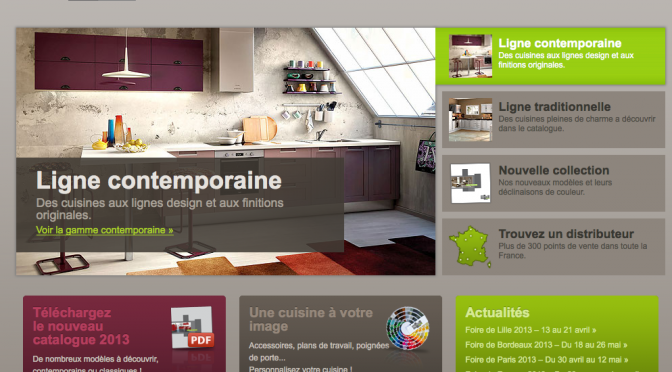 Ligne contemporaine
Des cuisines aux lignes design et aux finitions
originales.
Voir la gamme contemporaine »
Ligne contemporaine
Des cuisines aux lignes design et aux
finitions originales.
Ligne traditionnelle
Des cuisines pleines de charme a découvrir
dans le catalogue.
Nouvelle collection
Nos nouveaux modèles et leurs
déclinaisons de couleur.
Trouvez un distributeur
Plus de 300 points de vente dans toute la
France.
Téléchargez
le nouveau
catalogue 2013
PDF
De nombreux modèles à découvrir,
contemporains ou classiques !
Une cuisine à votre
image
Accessoires, plans de travail, poignées
de porte...
Personnalisez votre cuisine !
Actualités
Foire de Lille 2013 – 13 au 21 avril »
Foire de Bordeaux 2013 – Du 18 au 26 mai »
Foire de Paris 2013 – Du 30 avril au 12 mai »